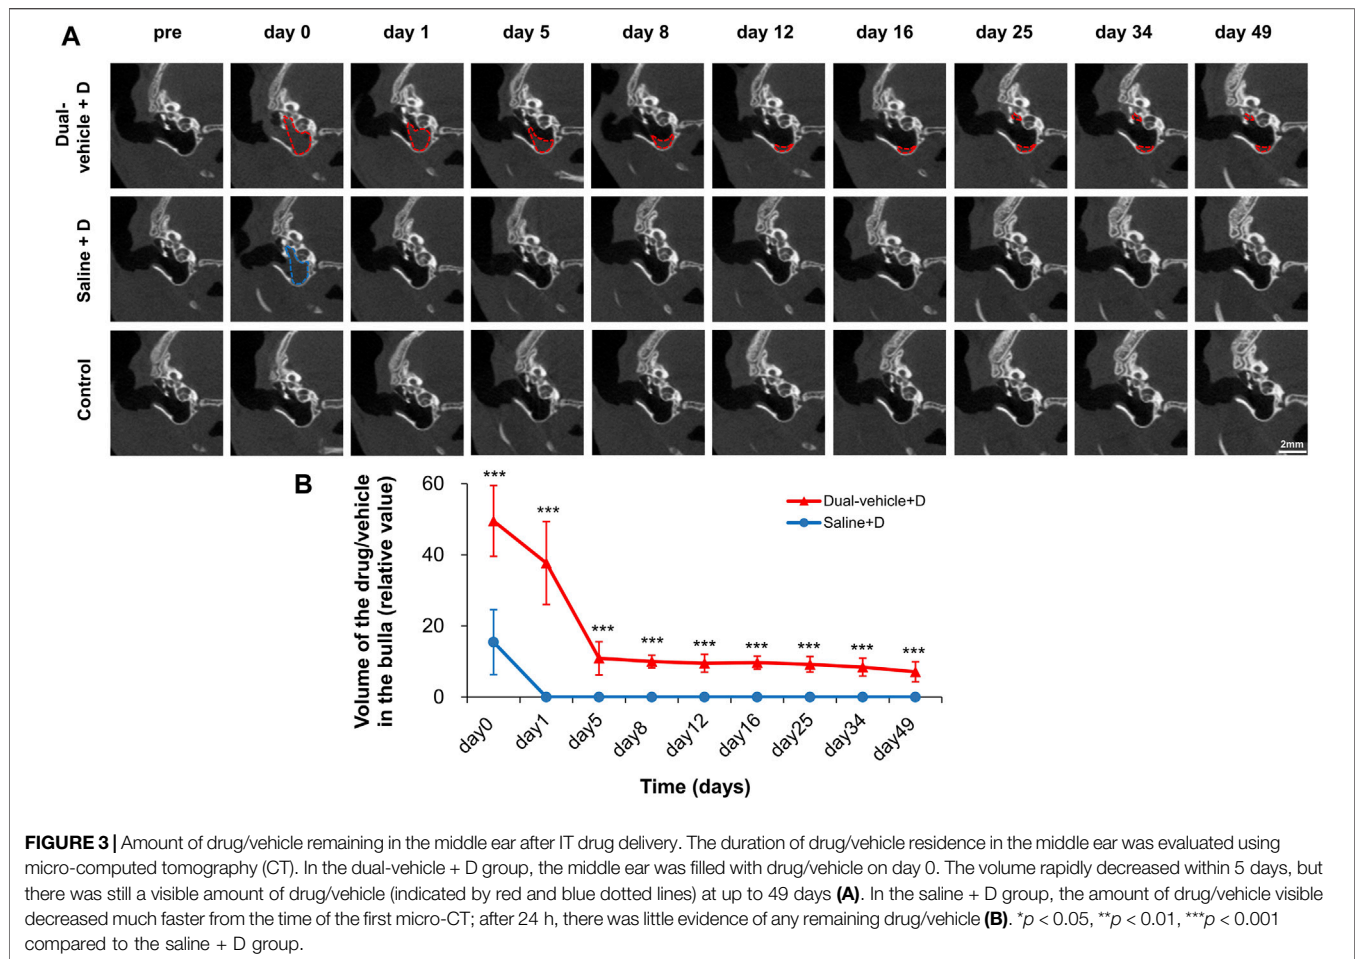 A
pre day 0 day 1 day 5 day 8 day 12 day 16 day 25 day 34 day 49
Dual-
vehicle + D
Saline + D
Control
2mm
B
Volume of the drug/vehicle
in the bulla (relative value)
60
40
20
0
*** *** *** *** *** *** *** *** ***
Dual-vehicle+D
Saline+D
day0 day1 day5 day8 day12 day16 day25 day34 day49
Time (days)
FIGURE 3 | Amount of drug/vehicle remaining in the middle ear after IT drug delivery. The duration of drug/vehicle residence in the middle ear was evaluated using
micro-computed tomography (CT). In the dual-vehicle + D group, the middle ear was filled with drug/vehicle on day 0. The volume rapidly decreased within 5 days, but
there was still a visible amount of drug/vehicle (indicated by red and blue dotted lines) at up to 49 days (A). In the saline + D group, the amount of drug/vehicle visible
decreased much faster from the time of the first micro-CT; after 24 h, there was little evidence of any remaining drug/vehicle (B). *p < 0.05, **p < 0.01, ***p < 0.001
compared to the saline + D group.